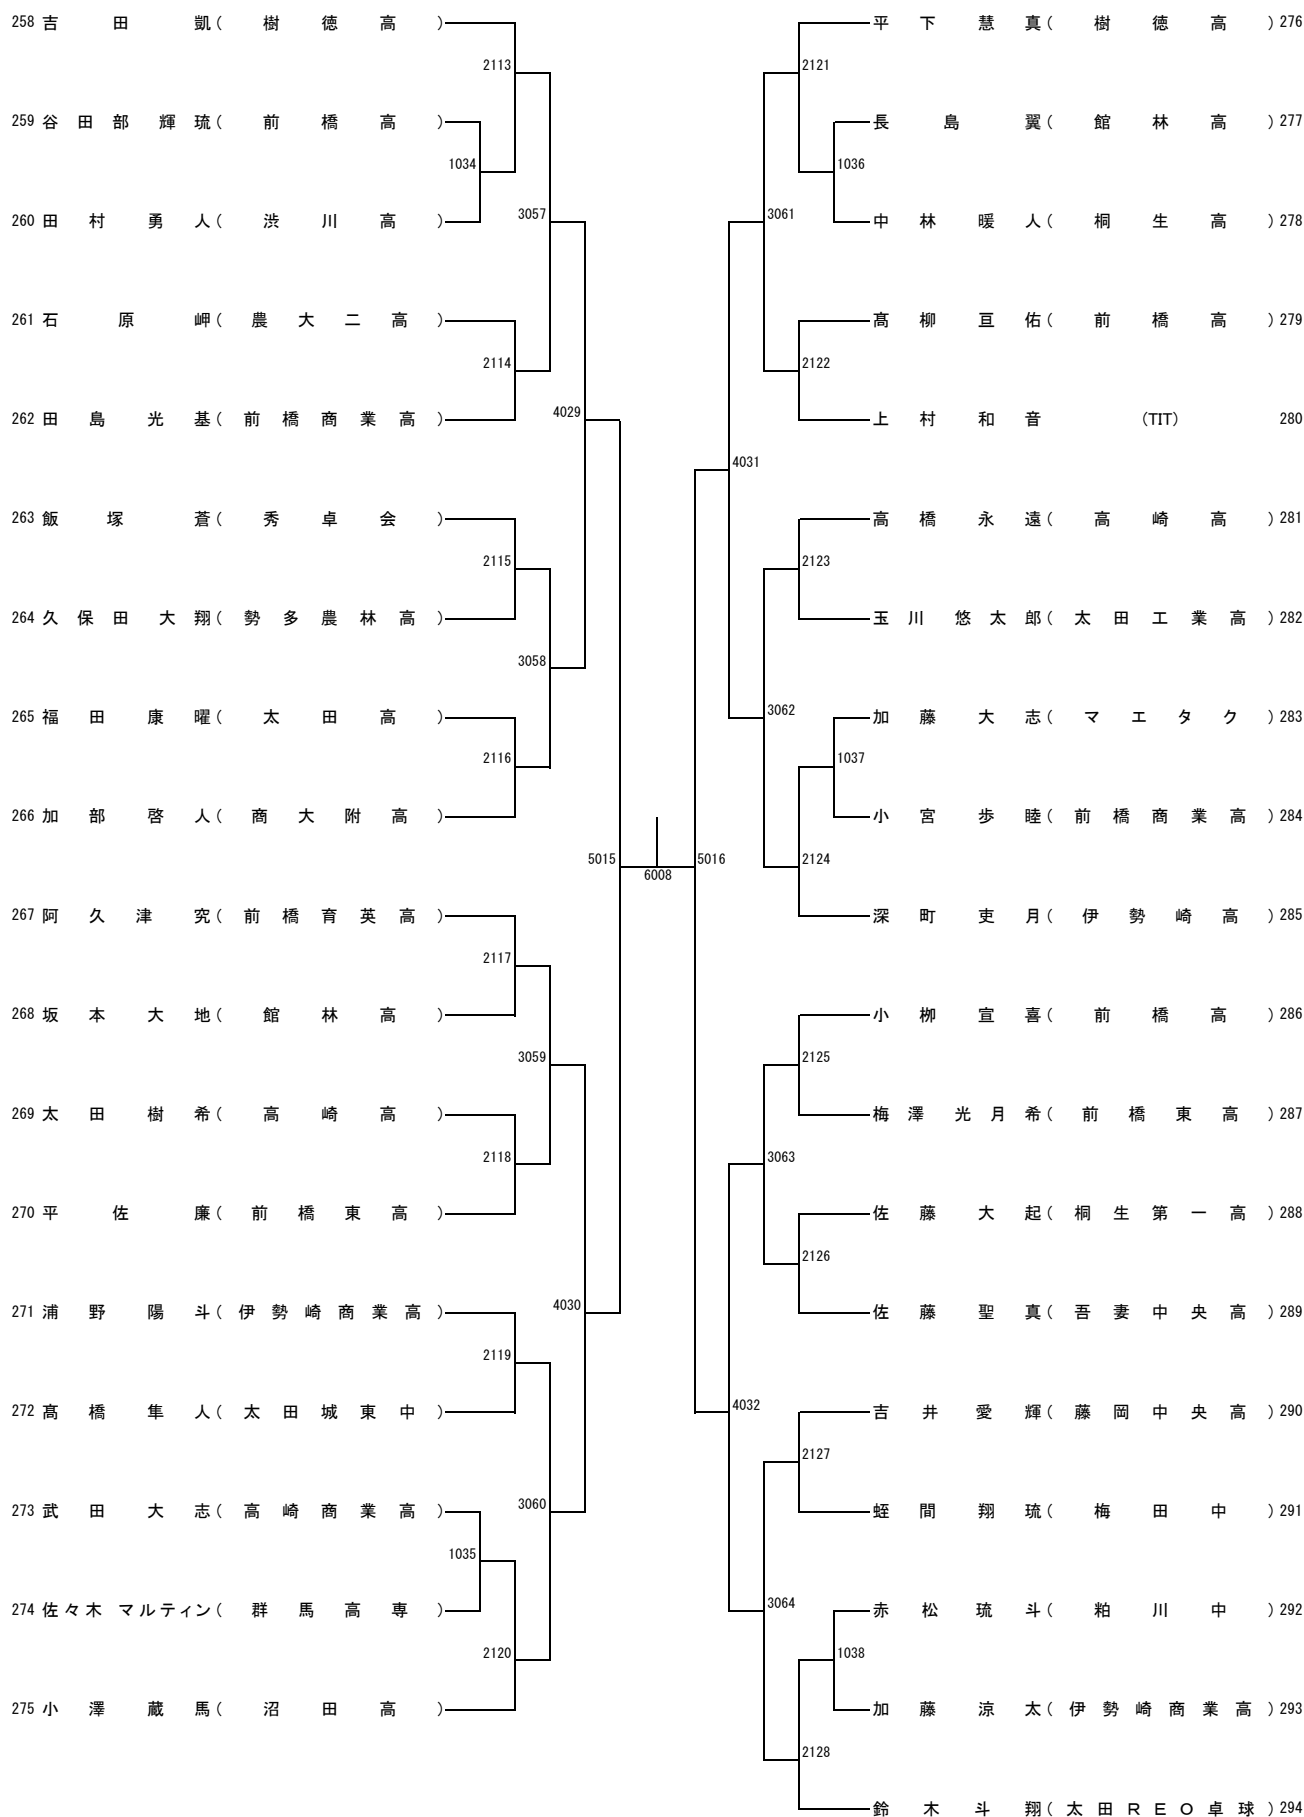 258 吉田 凱（樹徳高）
2113
259 谷田部 輝琉（前橋高）
1034
260 田村 勇人（渋川高）
3057
261 石原 岬（農大二高）
2114
262 田島 光基（前橋商業高）
4029
263 飯塚 蒼（秀卓会）
2115
264 久保田 大翔（勢多農林高）
3058
265 福田 康曜（太田高）
2116
266 加部 啓人（商大附高）
5015
267 阿久津 究（前橋育英高）
2117
268 坂本 大地（館林高）
3059
269 太田 樹希（高崎高）
2118
270 平佐 廉（前橋東高）
4030
271 浦野 陽斗（伊勢崎商業高）
2119
272 髙橋 隼人（太田城東中）
3060
273 武田 大志（高崎商業高）
1035
274 佐々木 マルティン（群馬高専）
2120
275 小澤 蔵馬（沼田高）
6008
平下 慧真（樹徳高）276
2121
長島 翼（館林高）277
1036
中林 暖人（桐生高）278
3061
髙柳 亘佑（前橋高）279
2122
上村 和音（TIT）280
4031
高橋 永遠（高崎高）281
2123
玉川 悠太郎（太田工業高）282
3062
加藤 大志（マエタク）283
1037
小宮 歩睦（前橋商業高）284
2124
5016
深町 吏月（伊勢崎高）285
小栁 宣喜（前橋高）286
2125
梅澤 光月希（前橋東高）287
3063
佐藤 大起（桐生第一高）288
2126
佐藤 聖真（吾妻中央高）289
4032
吉井 愛輝（藤岡中央高）290
2127
蛭間 翔琉（梅田中）291
3064
赤松 琉斗（粕川中）292
1038
加藤 涼太（伊勢崎商業高）293
2128
鈴木 斗翔（太田ＲＥＯ卓球）294